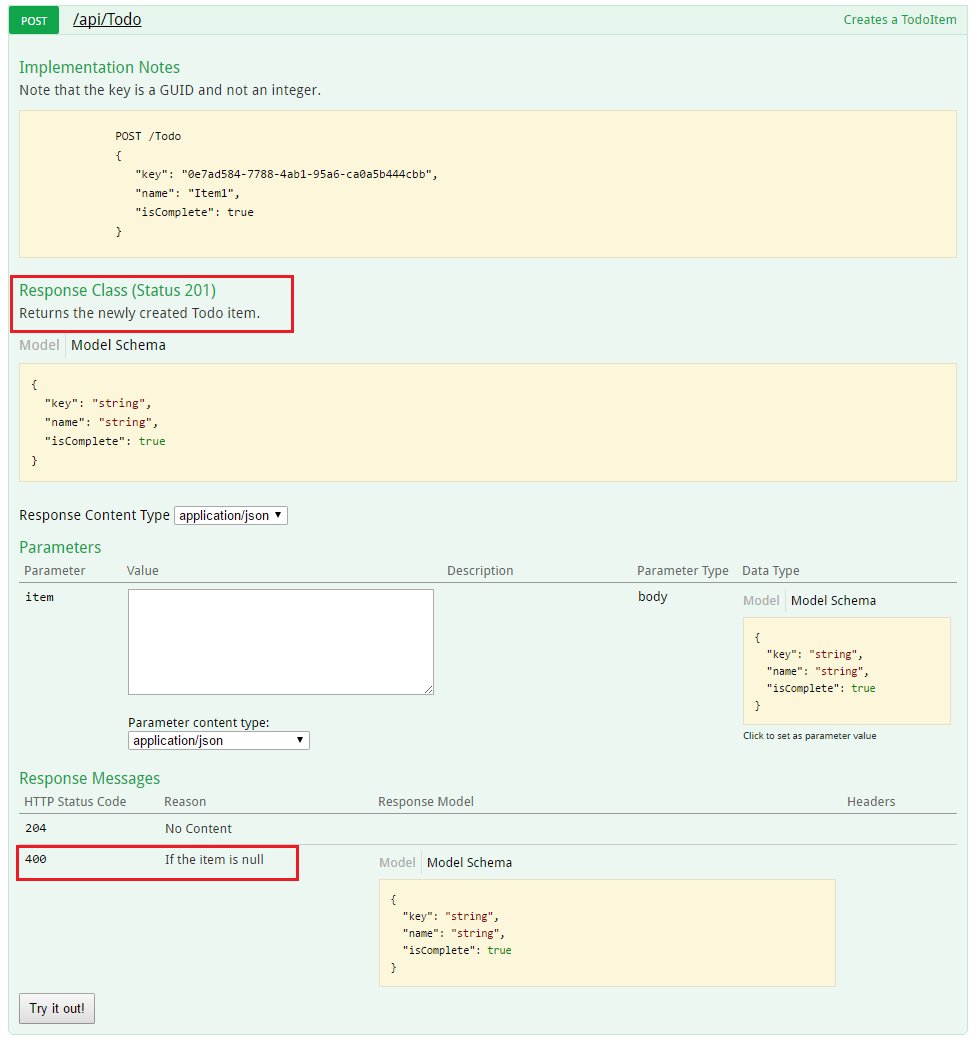 POST /api/Todo Creates a TodoItem
Implementation Notes
Note that the key is a GUID and not an integer.
POST /Todo
{
"key": "0e7ad584-7788-4ab1-95a6-ca0a5b444cbb",
"name": "Item1",
"isComplete": true
}
Response Class (Status 201)
Returns the newly created Todo item.
Model Model Schema
{
"key": "string",
"name": "string",
"isComplete": true
}
Response Content Type application/json
Parameters
Parameter Value Description Parameter Type Data Type
item body Model Model Schema
{
"key": "string",
"name": "string",
"isComplete": true
}
Parameter content type:
application/json
Click to set as parameter value
Response Messages
HTTP Status Code Reason Response Model Headers
204 No Content
400 If the item is null Model Model Schema
{
"key": "string",
"name": "string",
"isComplete": true
}
Try it out!